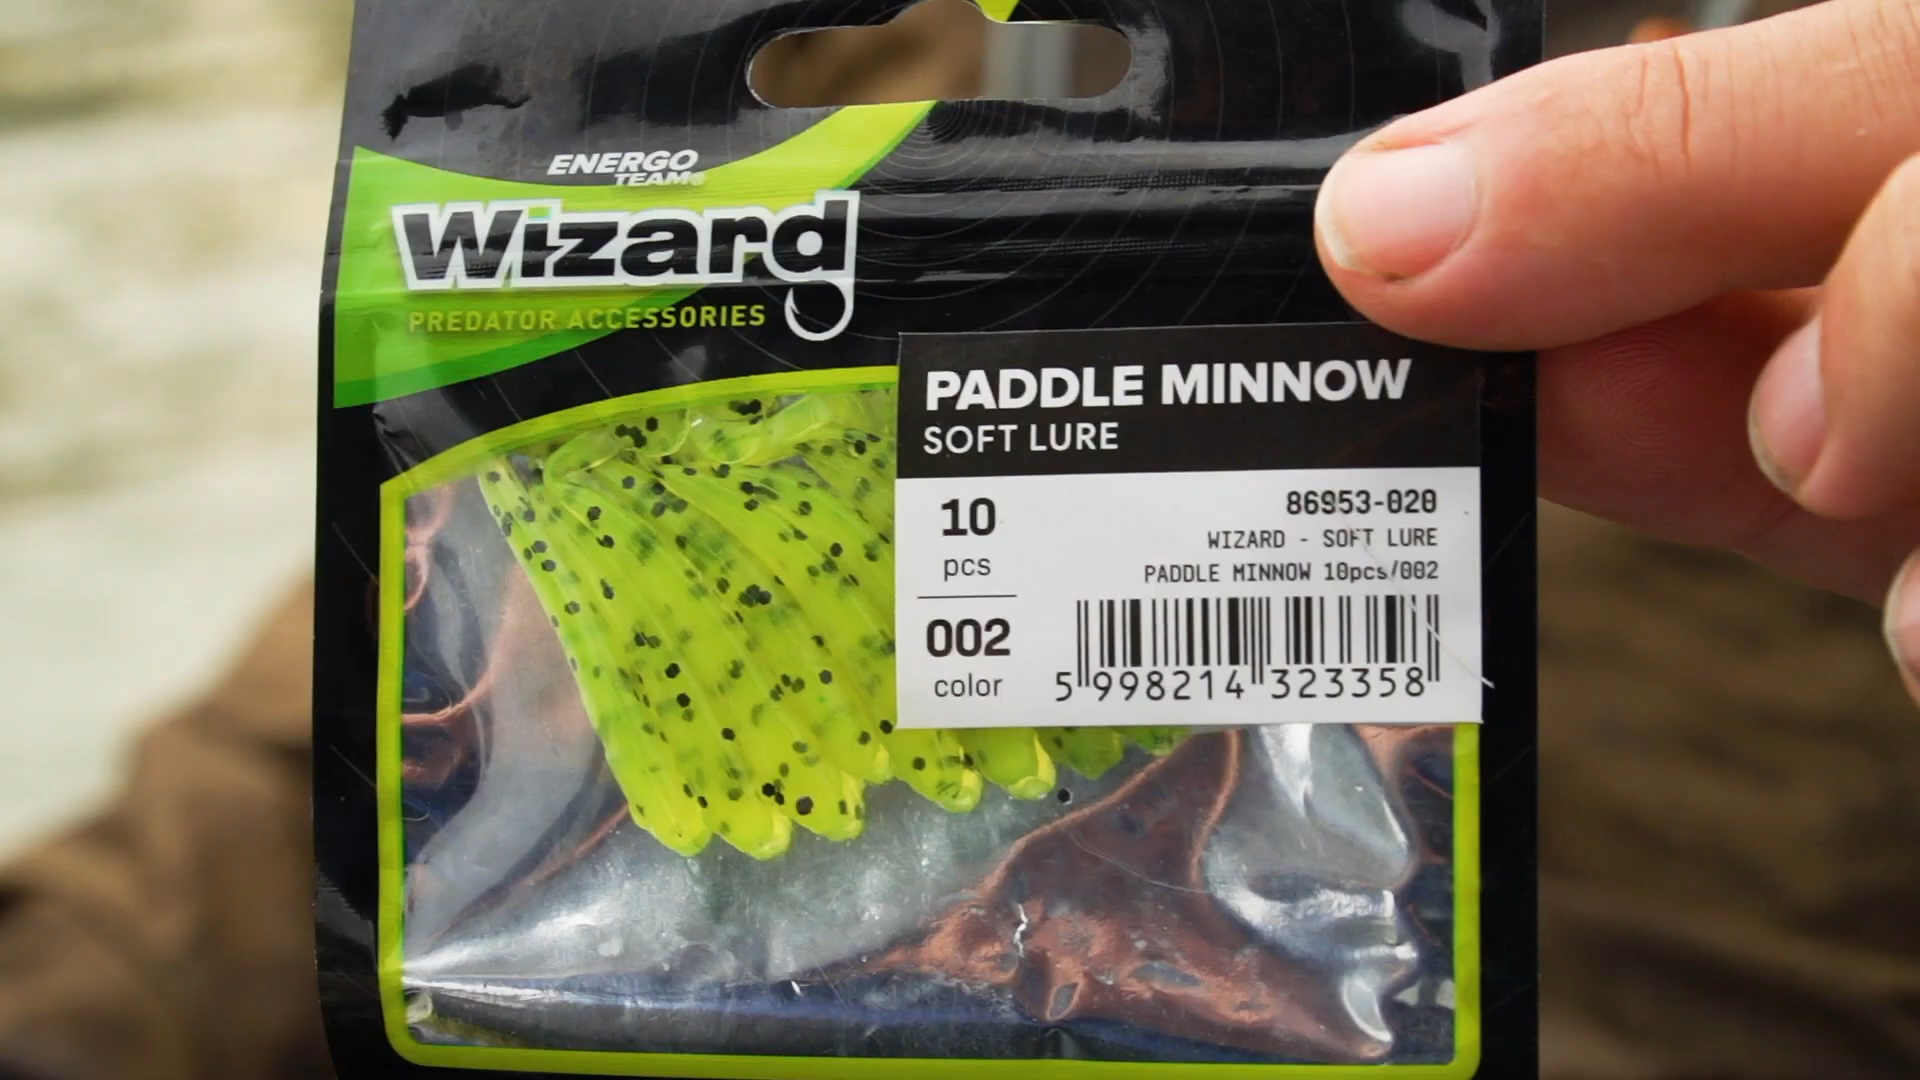 ENERGO
TEAM
Wizard
PREDATOR ACCESSORIES
PADDLE MINNOW
SOFT LURE
10
pcs
002
color
86953-020
WIZARD - SOFT LURE
PADDLE MINNOW 10pcs/002
5 998214 323358